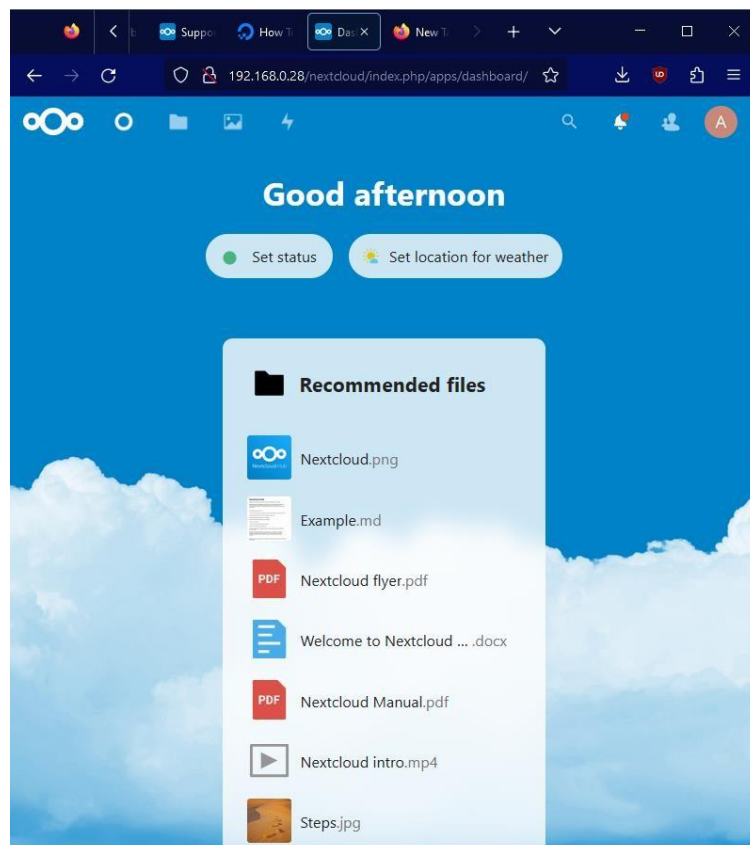 Suppo
How T
Das
New T
192.168.0.28/nextcloud/index.php/apps/dashboard/
A
Good afternoon
Set status
Set location for weather
Recommended files
Nextcloud.png
Example.md
PDF
Nextcloud flyer.pdf
Welcome to Nextcloud ... .docx
PDF
Nextcloud Manual.pdf
Nextcloud intro.mp4
Steps.jpg